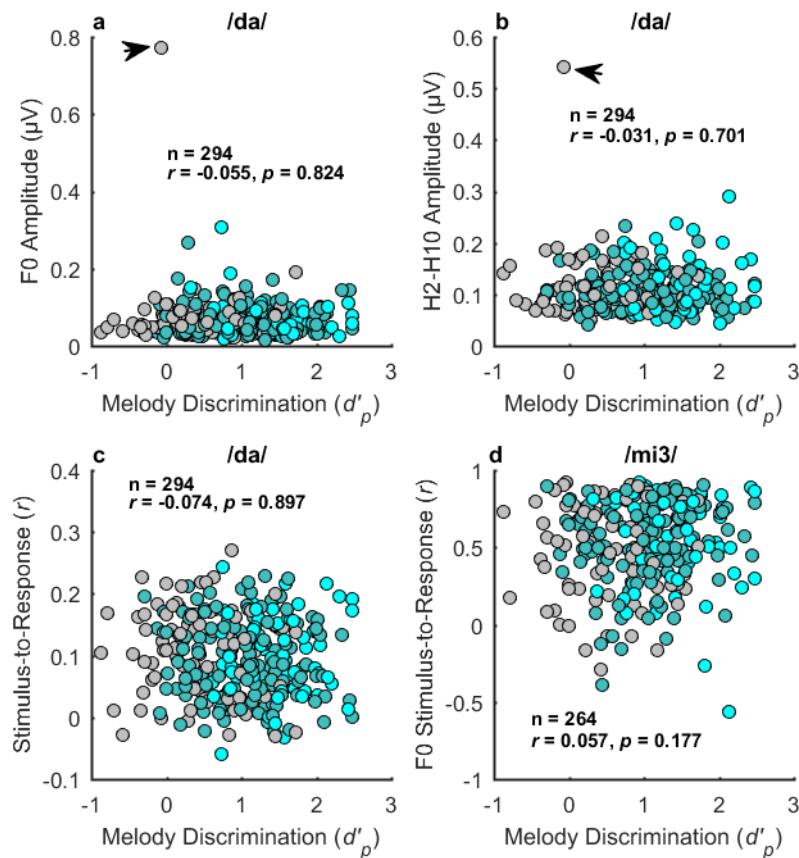 a /da/
0.8
0.6
0.4
0.2
0
-1 0 1 2 3
F0 Amplitude (µV)
Melody Discrimination (d'p)
n = 294
r = -0.055, p = 0.824
b /da/
0.6
0.5
0.4
0.3
0.2
0.1
0
-1 0 1 2 3
H2-H10 Amplitude (µV)
Melody Discrimination (d'p)
n = 294
r = -0.031, p = 0.701
c /da/
0.4
0.3
0.2
0.1
0
-0.1
-1 0 1 2 3
Stimulus-to-Response (r)
Melody Discrimination (d'p)
n = 294
r = -0.074, p = 0.897
d /mi3/
1
0.5
0
-0.5
-1
-1 0 1 2 3
F0 Stimulus-to-Response (r)
Melody Discrimination (d'p)
n = 264
r = 0.057, p = 0.177